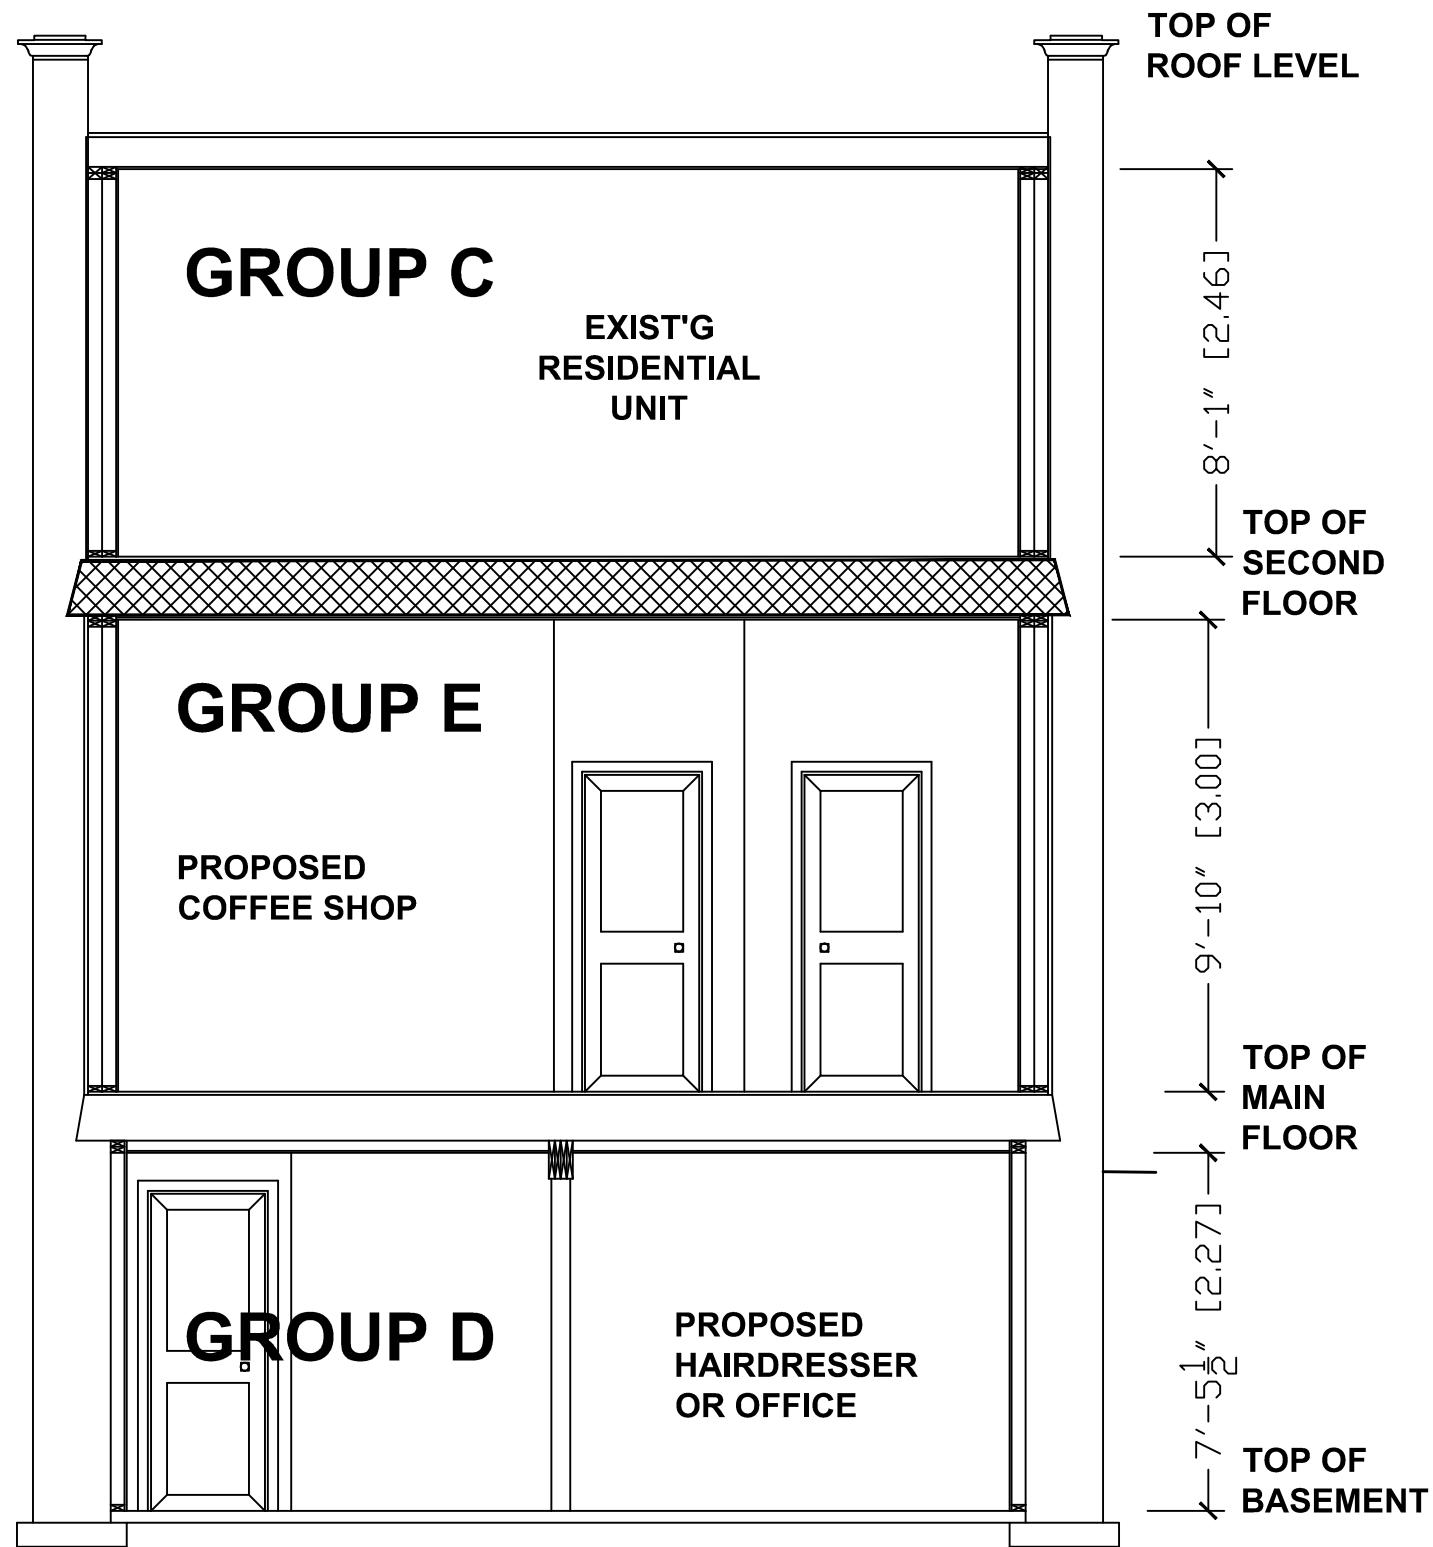 TOP OF
ROOF LEVEL
GROUP C
EXIST'G
RESIDENTIAL
UNIT
8'-1" [2.46]
TOP OF
SECOND
FLOOR
GROUP E
PROPOSED
COFFEE SHOP
9'-10" [3.00]
TOP OF
MAIN
FLOOR
GROUP D
PROPOSED
HAIRDRESSER
OR OFFICE
7'-5 1/2" [2.27]
TOP OF
BASEMENT